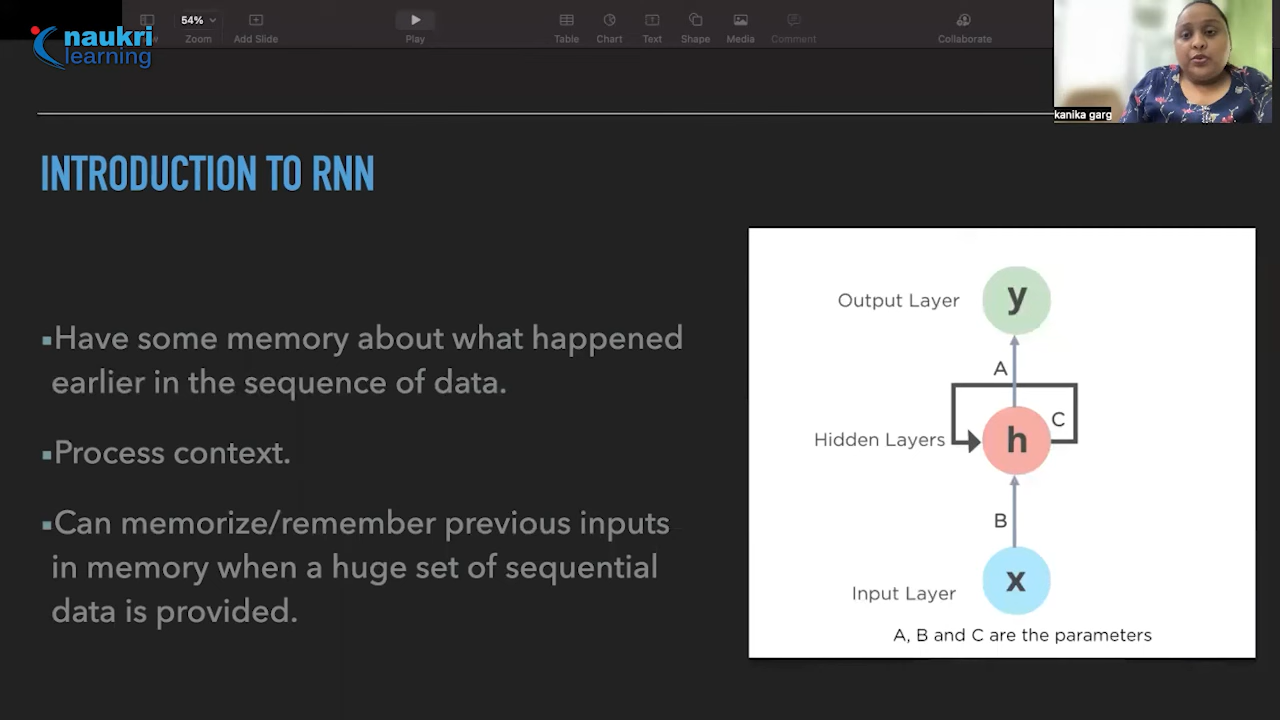 54%
Zoom
Add Slide
Play
Table
Chart
Text
Shape
Media
Comment
Collaborate
naukri
learning
kanika garg
INTRODUCTION TO RNN
▪Have some memory about what happened
earlier in the sequence of data.
▪Process context.
▪Can memorize/remember previous inputs
in memory when a huge set of sequential
data is provided.
Output Layer
y
A
C
Hidden Layers
h
B
Input Layer
x
A, B and C are the parameters